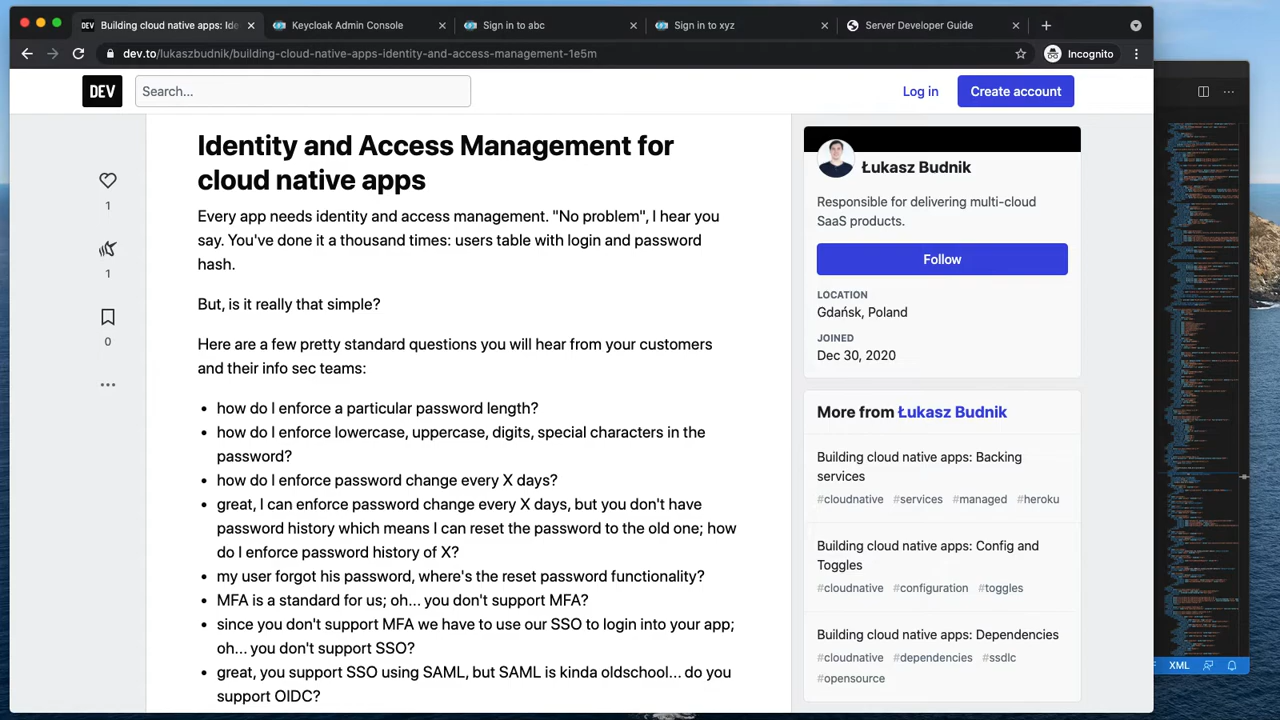 DEV Building cloud native apps: Ide
Keycloak Admin Console
Sign in to abc
Sign in to xyz
Server Developer Guide
dev.to/lukaszbudnik/building-cloud-native-apps-identity-and-access-management-1e5m
Incognito
DEV
Search...
Log in
Create account
Identity and Access Management for
cloud native apps
Every app needs identity and access management. "No problem", I hear you
say. You've done it a thousand times: users table with login and password
hash.
But, is it really that simple?
Here are a few pretty standard questions you will hear from your customers
and their info sec teams:
• how do I enforce a particular password length?
• how do I enforce lowercase, uppercase, digits, special characters in the
password?
• how do I enforce password change every X days?
• great, I can enforce password change every X days, but you don't have
password history which means I can reset the password to the old one; how
do I enforce password history of X?
• my user forgot his password, where's the reset password functionality?
• MFA is a standard for us; oh... you don't support MFA?
• since you don't support MFA we have to use our SSO to login into your app;
oh... you don't support SSO?
• great, you support SSO using SAML, but SAML is kinda oldschool... do you
support OIDC?
1
1
0
Łukasz Budnik
Responsible for delivering multi-cloud
SaaS products.
Follow
LOCATION
Gdańsk, Poland
JOINED
Dec 30, 2020
More from Łukasz Budnik
Building cloud native apps: Backing
services
#cloudnative #services #managed #heroku
Building cloud native apps: Config and
Toggles
#cloudnative #configuration #toggles
Building cloud native apps: Dependencies
#cloudnative #dependencies #ssdlc
#opensource
XML